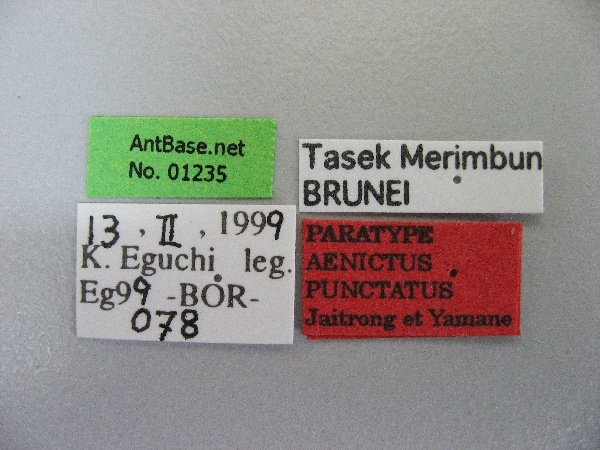 AntBase.net
No. 01235
Tasek Merimbun
BRUNEI
13, II, 1999
K. Eguchi leg.
Eg99 -BOR-
078
PARATYPE
AENICTUS
PUNCTATUS
Jaitrong et Yamane